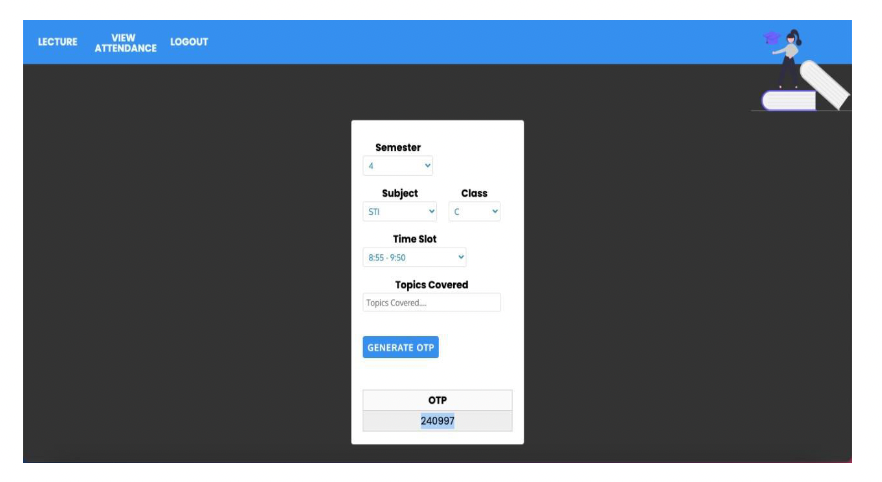 LECTURE VIEW ATTENDANCE LOGOUT
Semester
4
Subject Class
STI C
Time Slot
8:55 - 9:50
Topics Covered
Topics Covered....
GENERATE OTP
OTP
240997